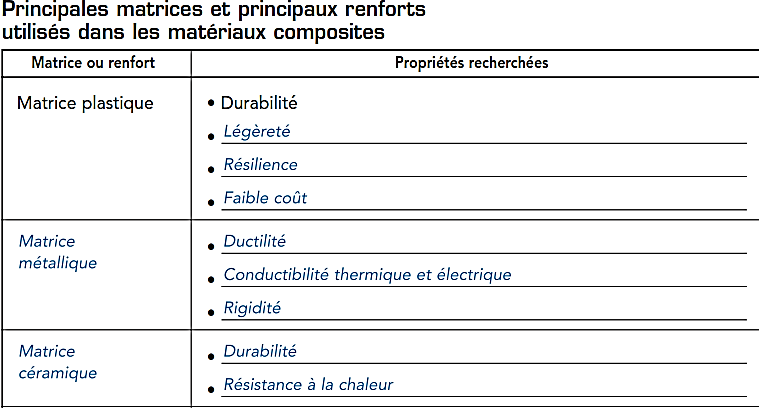 Principales matrices et principaux renforts
utilisés dans les matériaux composites
Matrice ou renfort
Propriétés recherchées
Matrice plastique
• Durabilité
• Légèreté
• Résilience
• Faible coût
Matrice
métallique
• Ductilité
• Conductibilité thermique et électrique
• Rigidité
Matrice
céramique
• Durabilité
• Résistance à la chaleur